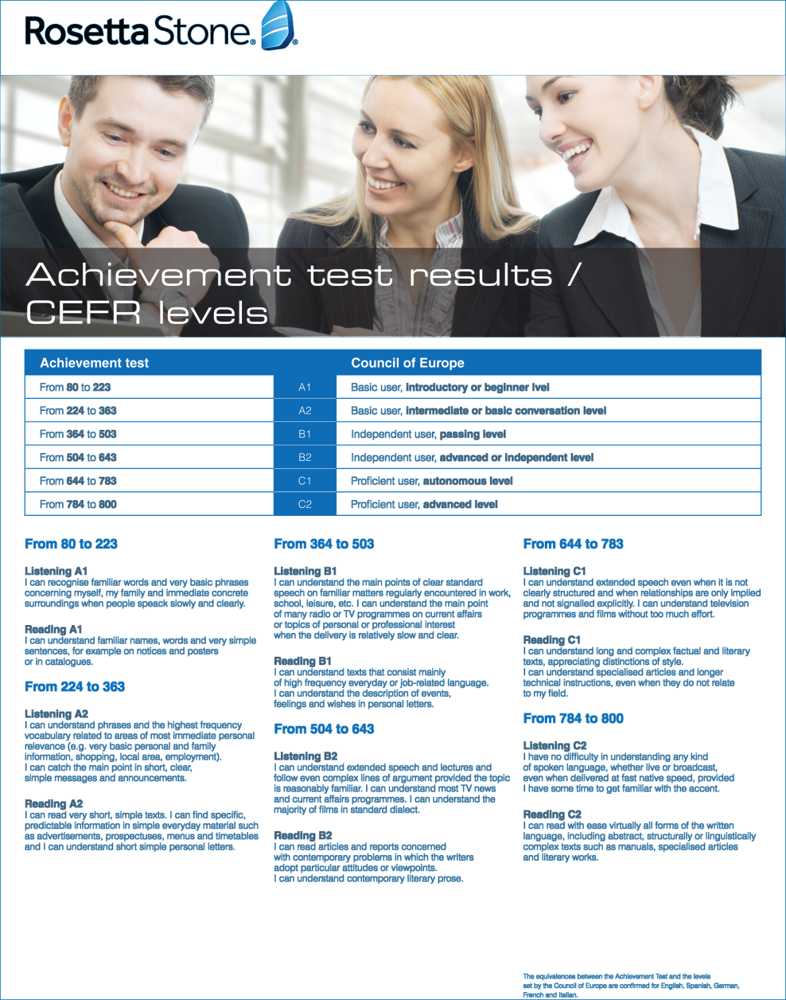 RosettaStone®
Achievement test results /
CEFR levels
Achievement test Council of Europe
From 80 to 223 A1 Basic user, introductory or beginner lvel
From 224 to 363 A2 Basic user, intermediate or basic conversation level
From 364 to 503 B1 Independent user, passing level
From 504 to 643 B2 Independent user, advanced or independent level
From 644 to 783 C1 Proficient user, autonomous level
From 784 to 800 C2 Proficient user, advanced level
From 80 to 223
Listening A1
I can recognise familiar words and very basic phrases
concerning myself, my family and immediate concrete
surroundings when people speack slowly and clearly.
Reading A1
I can understand familiar names, words and very simple
sentences, for example on notices and posters
or in catalogues.
From 224 to 363
Listening A2
I can understand phrases and the highest frequency
vocabulary related to areas of most immediate personal
relevance (e.g. very basic personal and family
information, shopping, local area, employment).
I can catch the main point in short, clear,
simple messages and announcements.
Reading A2
I can read very short, simple texts. I can find specific,
predictable information in simple everyday material such
as advertisements, prospectuses, menus and timetables
and I can understand short simple personal letters.
From 364 to 503
Listening B1
I can understand the main points of clear standard
speech on familiar matters regularly encountered in work,
school, leisure, etc. I can understand the main point
of many radio or TV programmes on current affairs
or topics of personal or professional interest
when the delivery is relatively slow and clear.
Reading B1
I can understand texts that consist mainly
of high frequency everyday or job-related language.
I can understand the description of events,
feelings and wishes in personal letters.
From 504 to 643
Listening B2
I can understand extended speech and lectures and
follow even complex lines of argument provided the topic
is reasonably familiar. I can understand most TV news
and current affairs programmes. I can understand the
majority of films in standard dialect.
Reading B2
I can read articles and reports concerned
with contemporary problems in which the writers
adopt particular attitudes or viewpoints.
I can understand contemporary literary prose.
From 644 to 783
Listening C1
I can understand extended speech even when it is not
clearly structured and when relationships are only implied
and not signalled explicitly. I can understand television
programmes and films without too much effort.
Reading C1
I can understand long and complex factual and literary
texts, appreciating distinctions of style.
I can understand specialised articles and longer
technical instructions, even when they do not relate
to my field.
From 784 to 800
Listening C2
I have no difficulty in understanding any kind
of spoken language, whether live or broadcast,
even when delivered at fast native speed, provided
I have some time to get familiar with the accent.
Reading C2
I can read with ease virtually all forms of the written
language, including abstract, structurally or linguistically
complex texts such as manuals, specialised articles
and literary works.
The equivalences between the Achievement Test and the levels
set by the Council of Europe are confirmed for English, Spanish, German,
French and Italian.